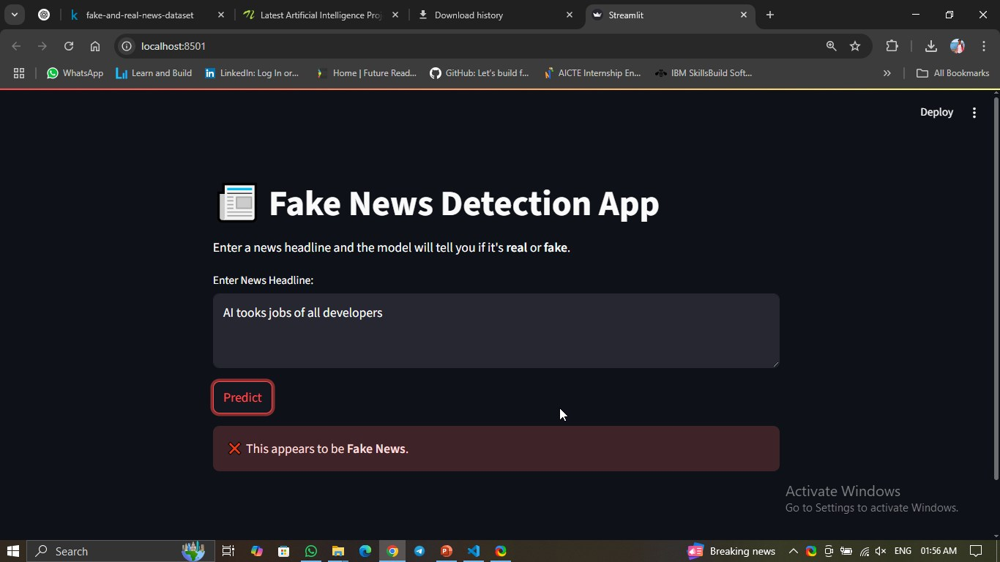 fake-and-real-news-dataset
Latest Artificial Intelligence Proj
Download history
Streamlit
localhost:8501
WhatsApp
Learn and Build
LinkedIn: Log In or...
Home | Future Read...
GitHub: Let's build f...
AICTE Internship En...
IBM SkillsBuild Soft...
»
All Bookmarks
Deploy
Fake News Detection App
Enter a news headline and the model will tell you if it's real or fake.
Enter News Headline:
AI tooks jobs of all developers
Predict
This appears to be Fake News.
Activate Windows
Go to Settings to activate Windows.
Search
Breaking news
ENG
01:56 AM